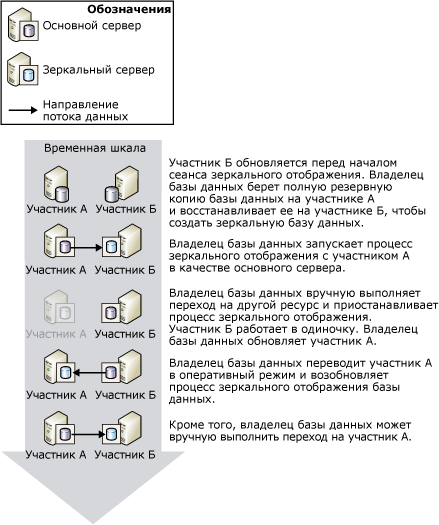 Обозначения
Основной сервер
Зеркальный сервер
Направление
потока данных
Временная шкала
Участник А Участник Б
Участник Б обновляется перед началом
сеанса зеркального отображения. Владелец
базы данных берет полную резервную
копию базы данных на участнике А
и восстанавливает ее на участнике Б, чтобы
создать зеркальную базу данных.
Участник А Участник Б
Владелец базы данных запускает процесс
зеркального отображения с участником А
в качестве основного сервера.
Участник А Участник Б
Владелец базы данных вручную выполняет
переход на другой ресурс и приостанавливает
процесс зеркального отображения.
Участник Б работает в одиночку. Владелец
базы данных обновляет участник А.
Участник А Участник Б
Владелец базы данных переводит участник А
в оперативный режим и возобновляет
процесс зеркального отображения базы
данных.
Участник А Участник Б
Кроме того, владелец базы данных может
вручную выполнить переход на участник А.